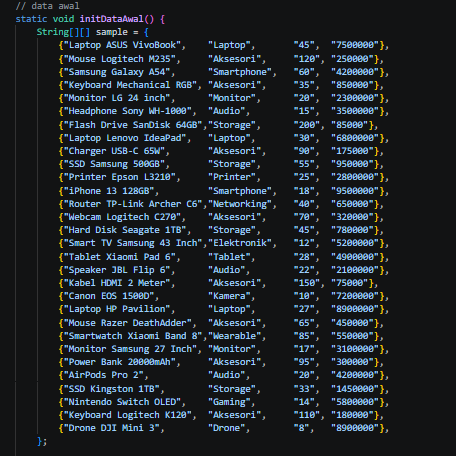 // data awal
static void initDataAwal() {
    String[][] sample = {
        {"Laptop ASUS VivoBook",    "Laptop",       "45",  "7500000"},
        {"Mouse Logitech M235",     "Aksesori",     "120", "250000"},
        {"Samsung Galaxy A54",      "Smartphone",   "60",  "4200000"},
        {"Keyboard Mechanical RGB", "Aksesori",     "35",  "850000"},
        {"Monitor LG 24 inch",      "Monitor",      "20",  "2300000"},
        {"Headphone Sony WH-1000",  "Audio",        "15",  "3500000"},
        {"Flash Drive SanDisk 64GB","Storage",      "200", "85000"},
        {"Laptop Lenovo IdeaPad",   "Laptop",       "30",  "6800000"},
        {"Charger USB-C 65W",       "Aksesori",     "90",  "175000"},
        {"SSD Samsung 500GB",       "Storage",      "55",  "950000"},
        {"Printer Epson L3210",     "Printer",      "25",  "2800000"},
        {"iPhone 13 128GB",         "Smartphone",   "18",  "9500000"},
        {"Router TP-Link Archer C6","Networking",   "40",  "650000"},
        {"Webcam Logitech C270",    "Aksesori",     "70",  "320000"},
        {"Hard Disk Seagate 1TB",   "Storage",      "45",  "780000"},
        {"Smart TV Samsung 43 Inch","Elektronik",   "12",  "5200000"},
        {"Tablet Xiaomi Pad 6",     "Tablet",       "28",  "4900000"},
        {"Speaker JBL Flip 6",      "Audio",        "22",  "2100000"},
        {"Kabel HDMI 2 Meter",      "Aksesori",     "150", "75000"},
        {"Canon EOS 1500D",         "Kamera",       "10",  "7200000"},
        {"Laptop HP Pavilion",      "Laptop",       "27",  "8900000"},
        {"Mouse Razer DeathAdder",  "Aksesori",     "65",  "450000"},
        {"Smartwatch Xiaomi Band 8","Wearable",     "85",  "550000"},
        {"Monitor Samsung 27 Inch", "Monitor",      "17",  "3100000"},
        {"Power Bank 20000mAh",     "Aksesori",     "95",  "300000"},
        {"AirPods Pro 2",           "Audio",        "20",  "4200000"},
        {"SSD Kingston 1TB",        "Storage",      "33",  "1450000"},
        {"Nintendo Switch OLED",    "Gaming",       "14",  "5800000"},
        {"Keyboard Logitech K120",  "Aksesori",     "110", "180000"},
        {"Drone DJI Mini 3",        "Drone",        "8",   "8900000"},
    };